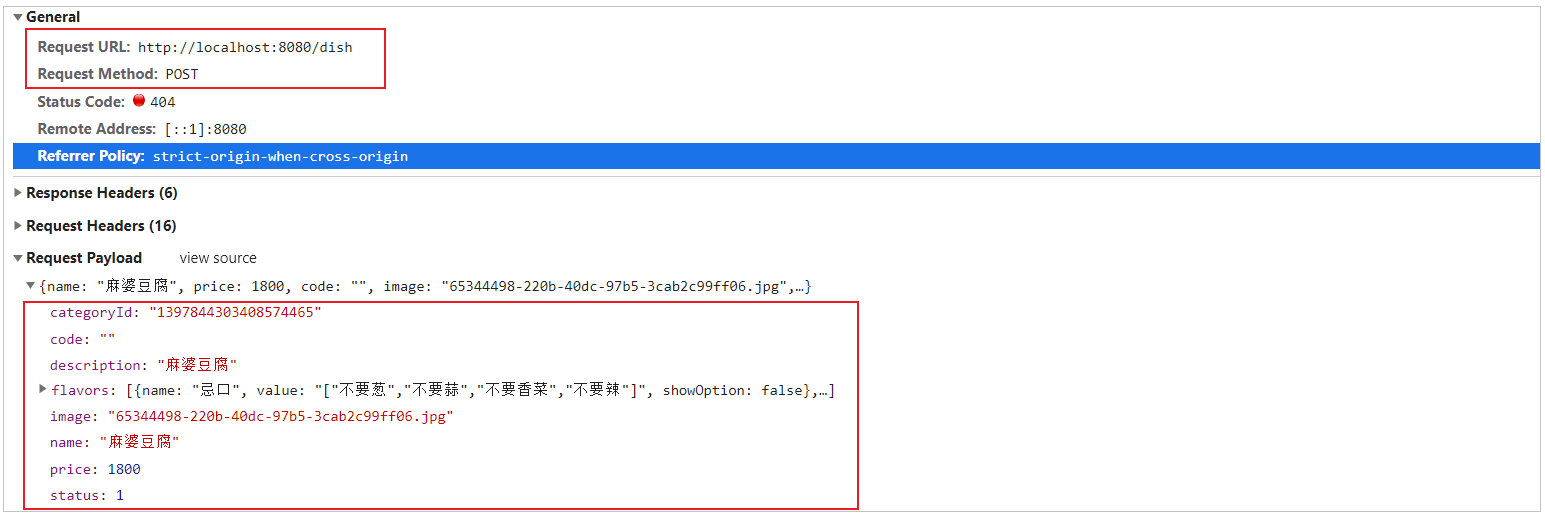 General
Request URL: http://localhost:8080/dish
Request Method: POST
Status Code: 404
Remote Address: [::1]:8080
Referrer Policy: strict-origin-when-cross-origin
Response Headers (6)
Request Headers (16)
Request Payload view source
{name: "麻婆豆腐", price: 1800, code: "", image: "65344498-220b-40dc-97b5-3cab2c99ff06.jpg",…}
categoryId: "1397844303408574465"
code: ""
description: "麻婆豆腐"
flavors: [{name: "忌口", value: "["不要葱","不要蒜","不要香菜","不要辣"]", showOption: false},…]
image: "65344498-220b-40dc-97b5-3cab2c99ff06.jpg"
name: "麻婆豆腐"
price: 1800
status: 1